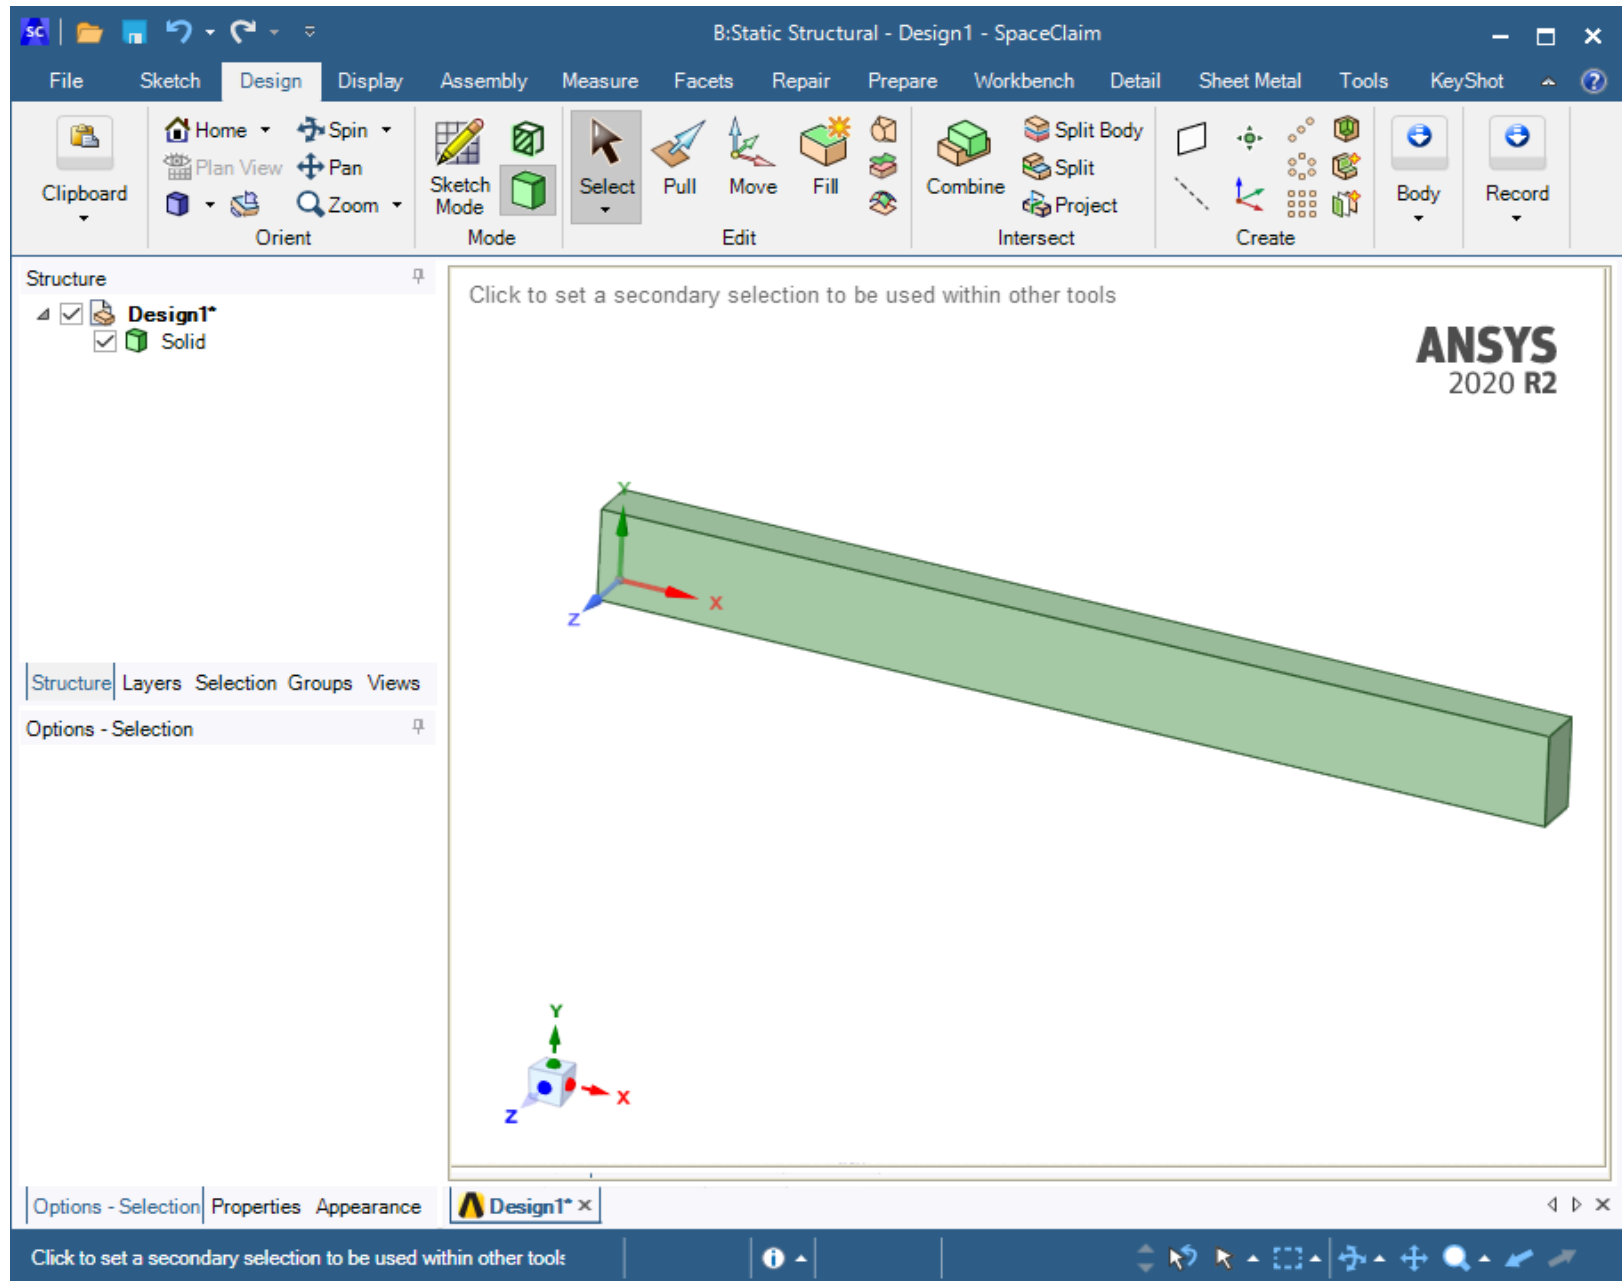 SC
B:Static Structural - Design1 - SpaceClaim
File Sketch Design Display Assembly Measure Facets Repair Prepare Workbench Detail Sheet Metal Tools KeyShot
Clipboard
Home Spin
Plan View Pan
Zoom
Orient
Sketch Mode
Mode
Select Pull Move Fill
Edit
Combine
Split Body
Split
Project
Intersect
Create
Body
Record
Structure
Design1*
Solid
Structure Layers Selection Groups Views
Options - Selection
Click to set a secondary selection to be used within other tools
ANSYS
2020 R2
Y
X
Z
Y
X
Z
Options - Selection Properties Appearance
Design1*
Click to set a secondary selection to be used within other tools